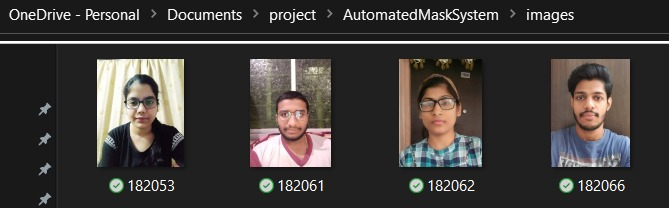 OneDrive - Personal > Documents > project > AutomatedMaskSystem > images
182053 182061 182062 182066